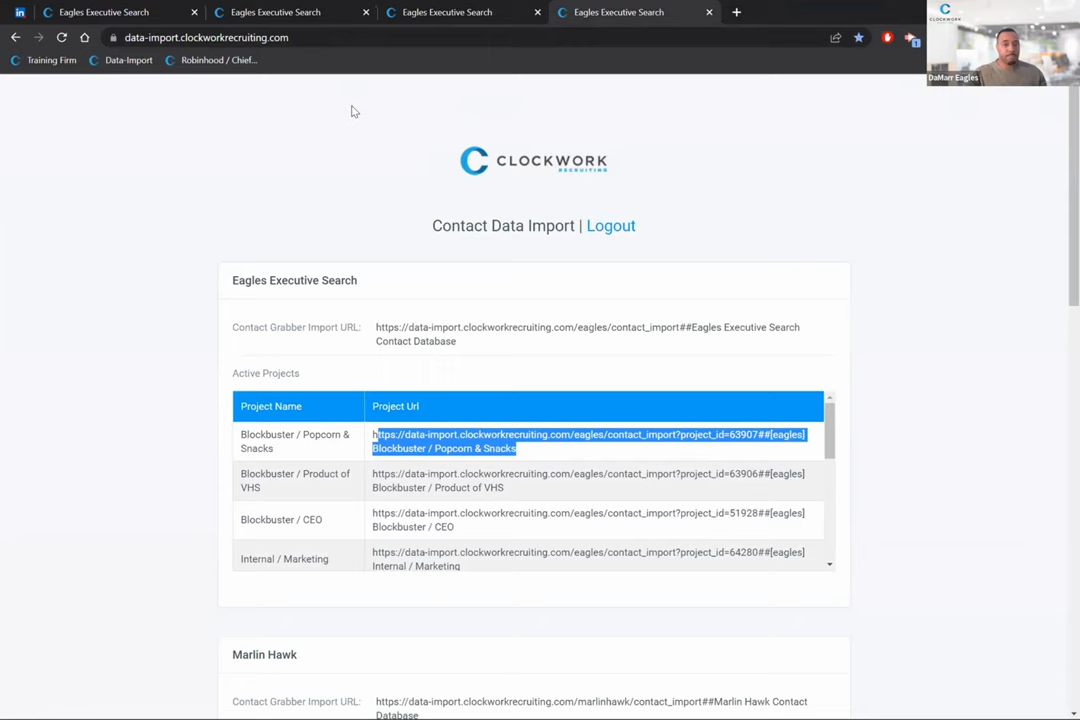 Eagles Executive Search
Eagles Executive Search
Eagles Executive Search
Eagles Executive Search
data-import.clockworkrecruiting.com
1
Training Firm
Data-Import
Robinhood / Chief...
CLOCKWORK
DaMarr Eagles
CLOCKWORK
RECRUITING
Contact Data Import | Logout
Eagles Executive Search
Contact Grabber Import URL:
https://data-import.clockworkrecruiting.com/eagles/contact_import##Eagles Executive Search
Contact Database
Active Projects
Project Name
Project Url
Blockbuster / Popcorn &
Snacks
https://data-import.clockworkrecruiting.com/eagles/contact_import?project_id=63907##[eagles]
Blockbuster / Popcorn & Snacks
Blockbuster / Product of
VHS
https://data-import.clockworkrecruiting.com/eagles/contact_import?project_id=63906##[eagles]
Blockbuster / Product of VHS
Blockbuster / CEO
https://data-import.clockworkrecruiting.com/eagles/contact_import?project_id=51928##[eagles]
Blockbuster / CEO
Internal / Marketing
https://data-import.clockworkrecruiting.com/eagles/contact_import?project_id=64280##[eagles]
Internal / Marketing
Marlin Hawk
Contact Grabber Import URL:
https://data-import.clockworkrecruiting.com/marlinhawk/contact_import##Marlin Hawk Contact
Database